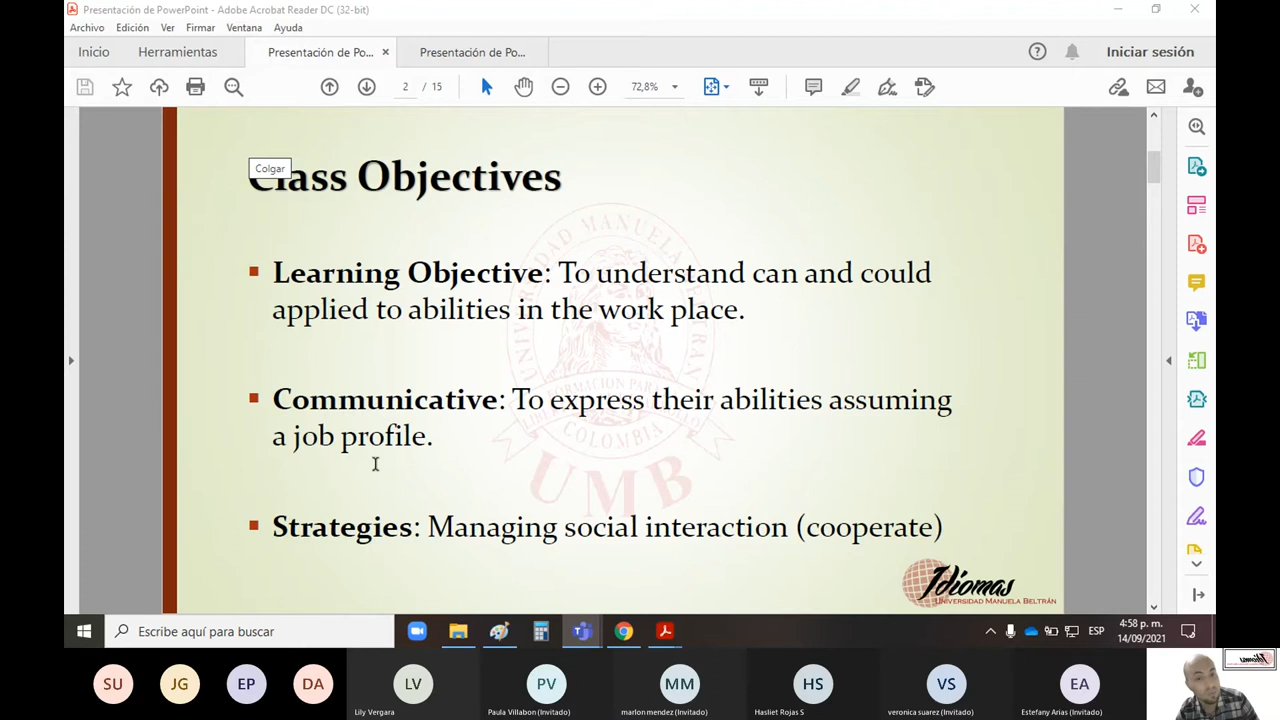 Presentación de PowerPoint - Adobe Acrobat Reader DC (32-bit)
Archivo Edición Ver Firmar Ventana Ayuda
Inicio Herramientas Presentación de Po... × Presentación de Po... Iniciar sesión
2 / 15 72,8%
Colgar
Class Objectives
Learning Objective: To understand can and could
applied to abilities in the work place.
Communicative: To express their abilities assuming
a job profile.
Strategies: Managing social interaction (cooperate)
COLOMBIA
UMB
Idiomas
UNIVERSIDAD MANUELA BELTRÁN
Escribe aquí para buscar
ESP
4:58 p. m.
14/09/2021
SU JG EP DA LV PV MM HS VS EA
Lily Vergara Paula Villabon (Invitado) marlon mendez (Invitado) Hasliet Rojas S veronica suarez (Invitado) Estefany Arias (Invitado)